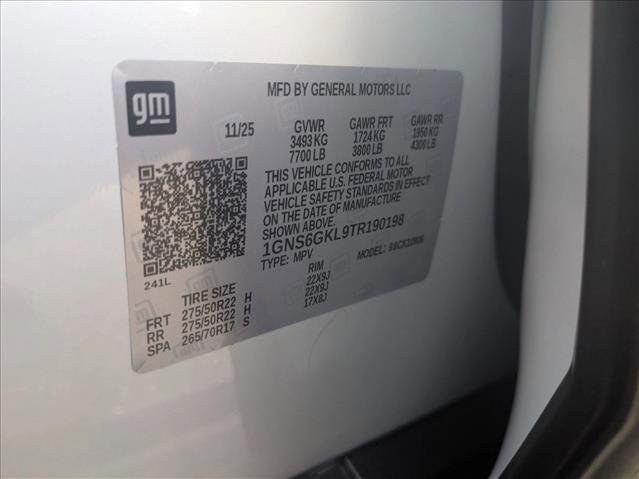 gm
MFD BY GENERAL MOTORS LLC
11/25 GVWR GAWR FRT GAWR RR
3493 KG 1724 KG 1950 KG
7700 LB 3800 LB 4300 LB
THIS VEHICLE CONFORMS TO ALL
APPLICABLE U.S. FEDERAL MOTOR
VEHICLE SAFETY STANDARDS IN EFFECT
ON THE DATE OF MANUFACTURE
SHOWN ABOVE.
1GNS6GKL9TR190198
TYPE: MPV MODEL:
241L
TIRE SIZE RIM
FRT 275/50R22 H 22X9J
RR 275/50R22 H 22X9J
SPA 265/70R17 S 17X8J